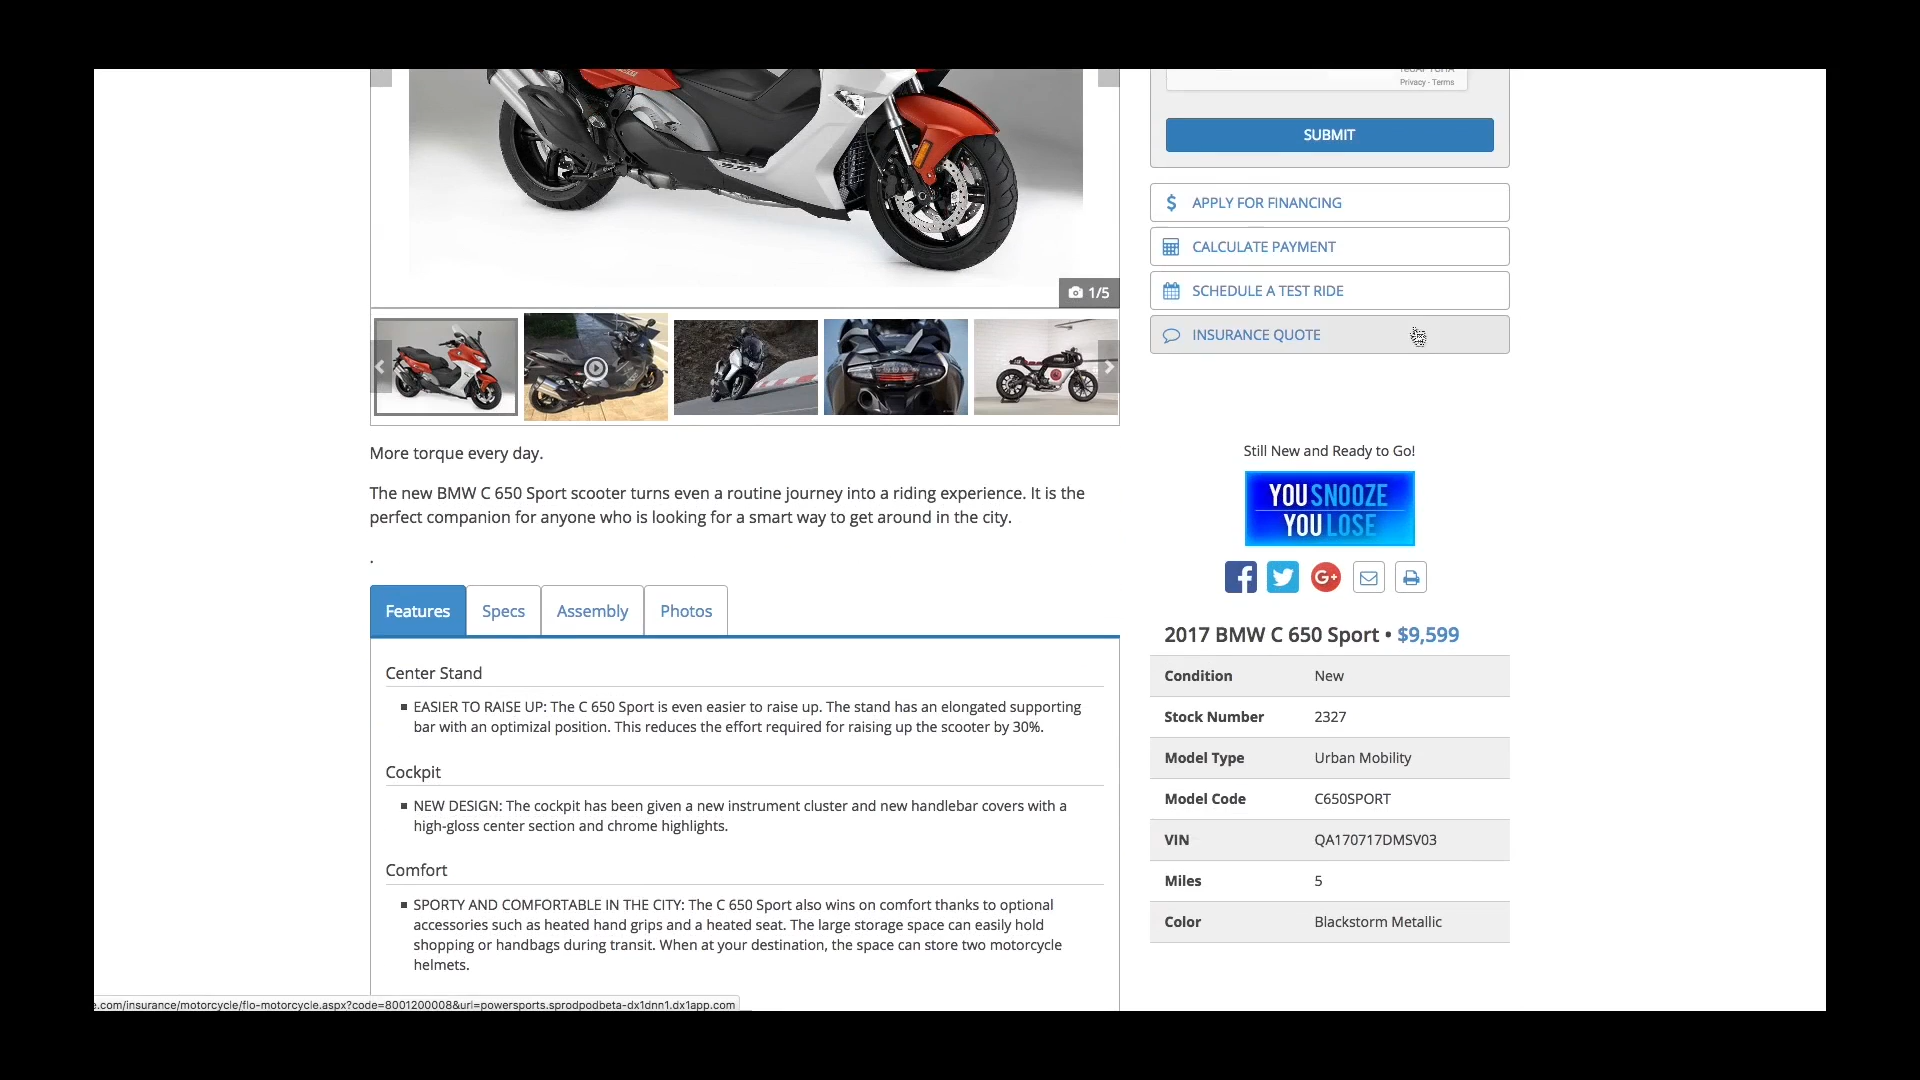 reCAPTCHA
Privacy - Terms
SUBMIT
$ APPLY FOR FINANCING
CALCULATE PAYMENT
SCHEDULE A TEST RIDE
INSURANCE QUOTE
1/5
More torque every day.
The new BMW C 650 Sport scooter turns even a routine journey into a riding experience. It is the
perfect companion for anyone who is looking for a smart way to get around in the city.
.
Features
Specs
Assembly
Photos
Center Stand
EASIER TO RAISE UP: The C 650 Sport is even easier to raise up. The stand has an elongated supporting
bar with an optimizal position. This reduces the effort required for raising up the scooter by 30%.
Cockpit
NEW DESIGN: The cockpit has been given a new instrument cluster and new handlebar covers with a
high-gloss center section and chrome highlights.
Comfort
SPORTY AND COMFORTABLE IN THE CITY: The C 650 Sport also wins on comfort thanks to optional
accessories such as heated hand grips and a heated seat. The large storage space can easily hold
shopping or handbags during transit. When at your destination, the space can store two motorcycle
helmets.
Still New and Ready to Go!
YOU SNOOZE
YOU LOSE
2017 BMW C 650 Sport • $9,599
Condition New
Stock Number 2327
Model Type Urban Mobility
Model Code C650SPORT
VIN QA170717DMSV03
Miles 5
Color Blackstorm Metallic
e.com/insurance/motorcycle/flo-motorcycle.aspx?code=8001200008&url=powersports.sprodpodbeta-dx1dnn1.dx1app.com